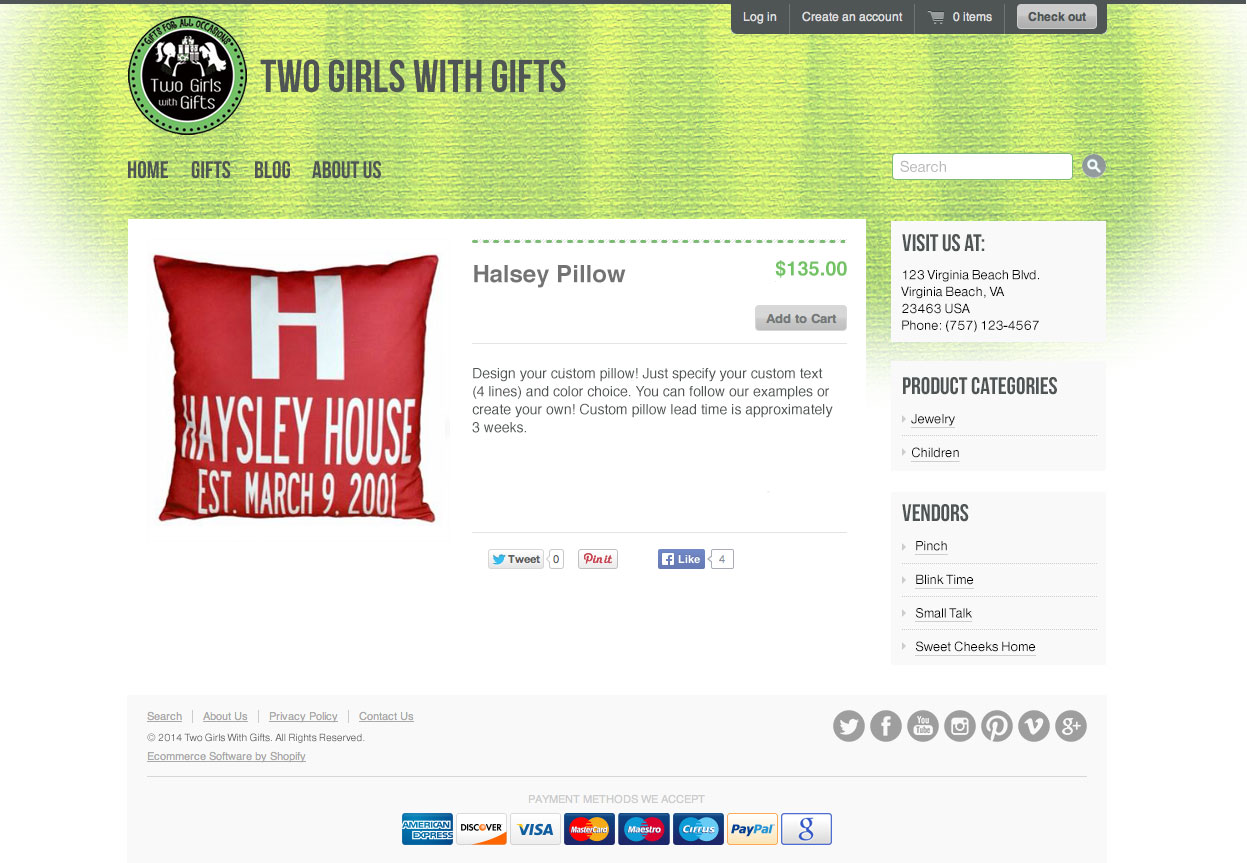 Log in
Create an account
0 items
Check out
GIFTS FOR ALL OCCASIONS
Two Girls
with Gifts
TWO GIRLS WITH GIFTS
HOME
GIFTS
BLOG
ABOUT US
Search
H
HAYSLEY HOUSE
EST. MARCH 9, 2001
Halsey Pillow
$135.00
Add to Cart
Design your custom pillow! Just specify your custom text
(4 lines) and color choice. You can follow our examples or
create your own! Custom pillow lead time is approximately
3 weeks.
Tweet
0
Pin it
Like
4
VISIT US AT:
123 Virginia Beach Blvd.
Virginia Beach, VA
23463 USA
Phone: (757) 123-4567
PRODUCT CATEGORIES
Jewelry
Children
VENDORS
Pinch
Blink Time
Small Talk
Sweet Cheeks Home
Search
About Us
Privacy Policy
Contact Us
© 2014 Two Girls With Gifts. All Rights Reserved.
Ecommerce Software by Shopify
You
Tube
g+
PAYMENT METHODS WE ACCEPT
AMERICAN
EXPRESS
DISCOVER
VISA
MasterCard
Maestro
Cirrus
PayPal
g